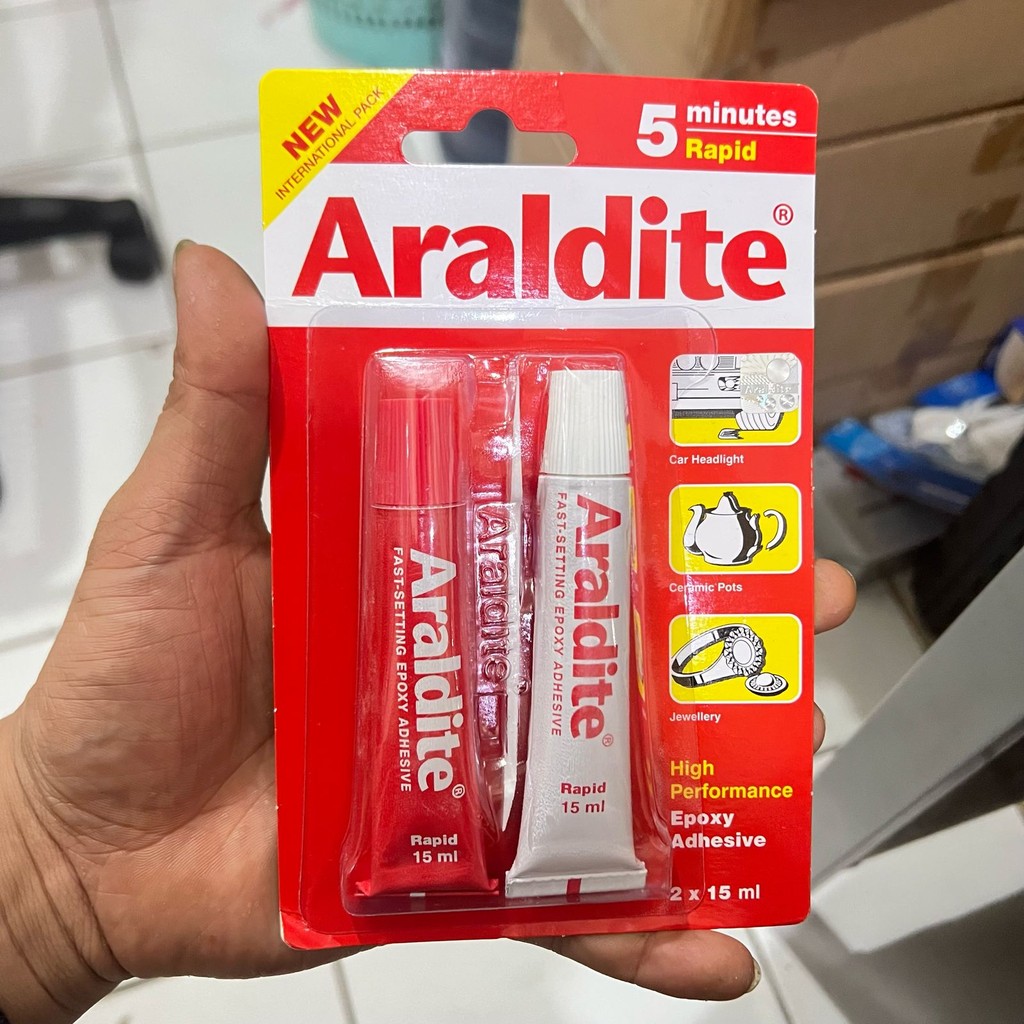 NEW
INTERNATIONAL PACK
5 minutes
Rapid
Araldite®
Araldite
FAST-SETTING EPOXY ADHESIVE
Araldite®
Rapid
15 ml
Araldite
Araldite®
FAST-SETTING EPOXY ADHESIVE
Rapid
15 ml
Car Headlight
Ceramic Pots
Jewellery
High
Performance
Epoxy
Adhesive
2 x 15 ml